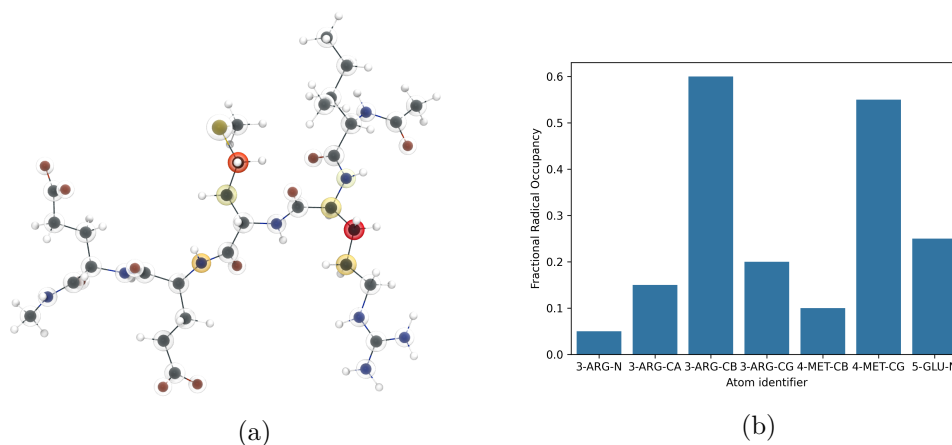 0.6
0.5
0.4
0.3
0.2
0.1
0.0
Fractional Radical Occupancy
3-ARG-N 3-ARG-CA 3-ARG-CB 3-ARG-CG 4-MET-CB 4-MET-CG
Atom identifier
(a)
(b)